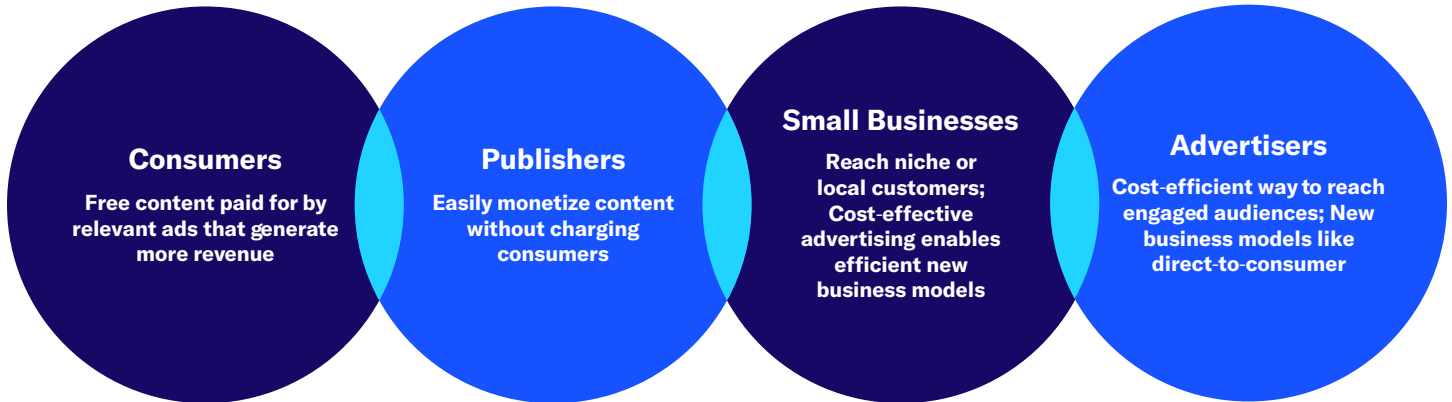 Consumers
Free content paid for by
relevant ads that generate
more revenue
Publishers
Easily monetize content
without charging
consumers
Small Businesses
Reach niche or
local customers;
Cost-effective
advertising enables
efficient new
business models
Advertisers
Cost-efficient way to reach
engaged audiences; New
business models like
direct-to-consumer